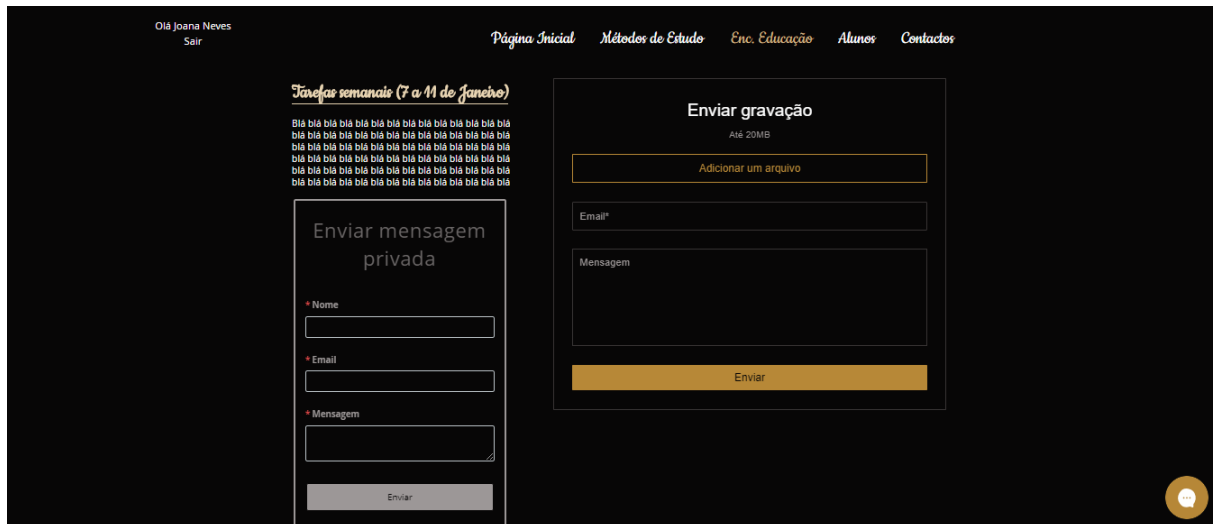 Olá Joana Neves
Sair
Página Inicial Métodos de Estudo Enc. Educação Alunos Contactos
Tarefas semanais (7 a 11 de Janeiro)
Blá blá blá blá blá blá blá blá blá blá blá blá blá blá
blá blá blá blá blá blá blá blá blá blá blá blá blá blá
blá blá blá blá blá blá blá blá blá blá blá blá blá blá
blá blá blá blá blá blá blá blá blá blá blá blá blá blá
blá blá blá blá blá blá blá blá blá blá blá blá blá blá
blá blá blá blá blá blá blá blá blá blá blá blá blá blá
Enviar mensagem
privada
* Nome
* Email
* Mensagem
Enviar
Enviar gravação
Até 20MB
Adicionar um arquivo
Email*
Mensagem
Enviar